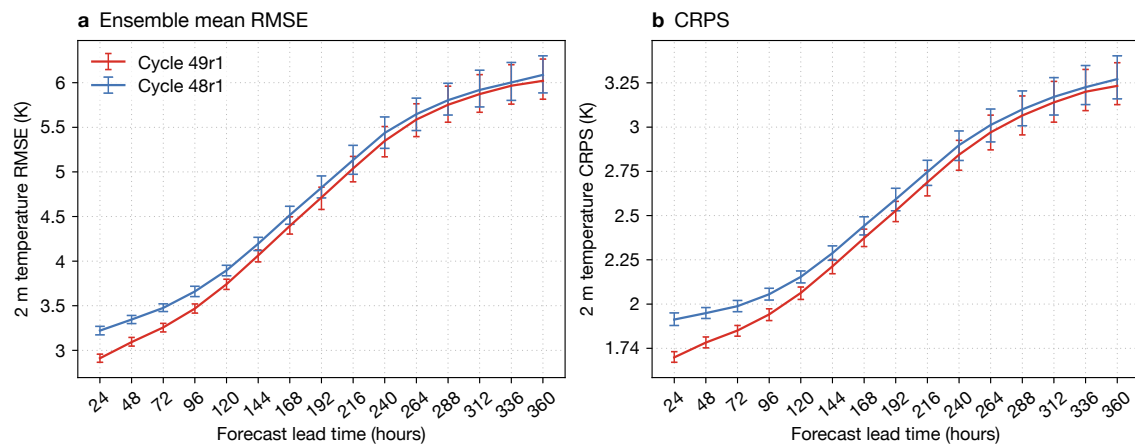 a Ensemble mean RMSE
Cycle 49r1
Cycle 48r1
2 m temperature RMSE (K)
6
5.5
5
4.5
4
3.5
3
24 48 72 96 120 144 168 192 216 240 264 288 312 336 360
Forecast lead time (hours)
b CRPS
2 m temperature CRPS (K)
3.25
3
2.75
2.5
2.25
2
1.74
24 48 72 96 120 144 168 192 216 240 264 288 312 336 360
Forecast lead time (hours)